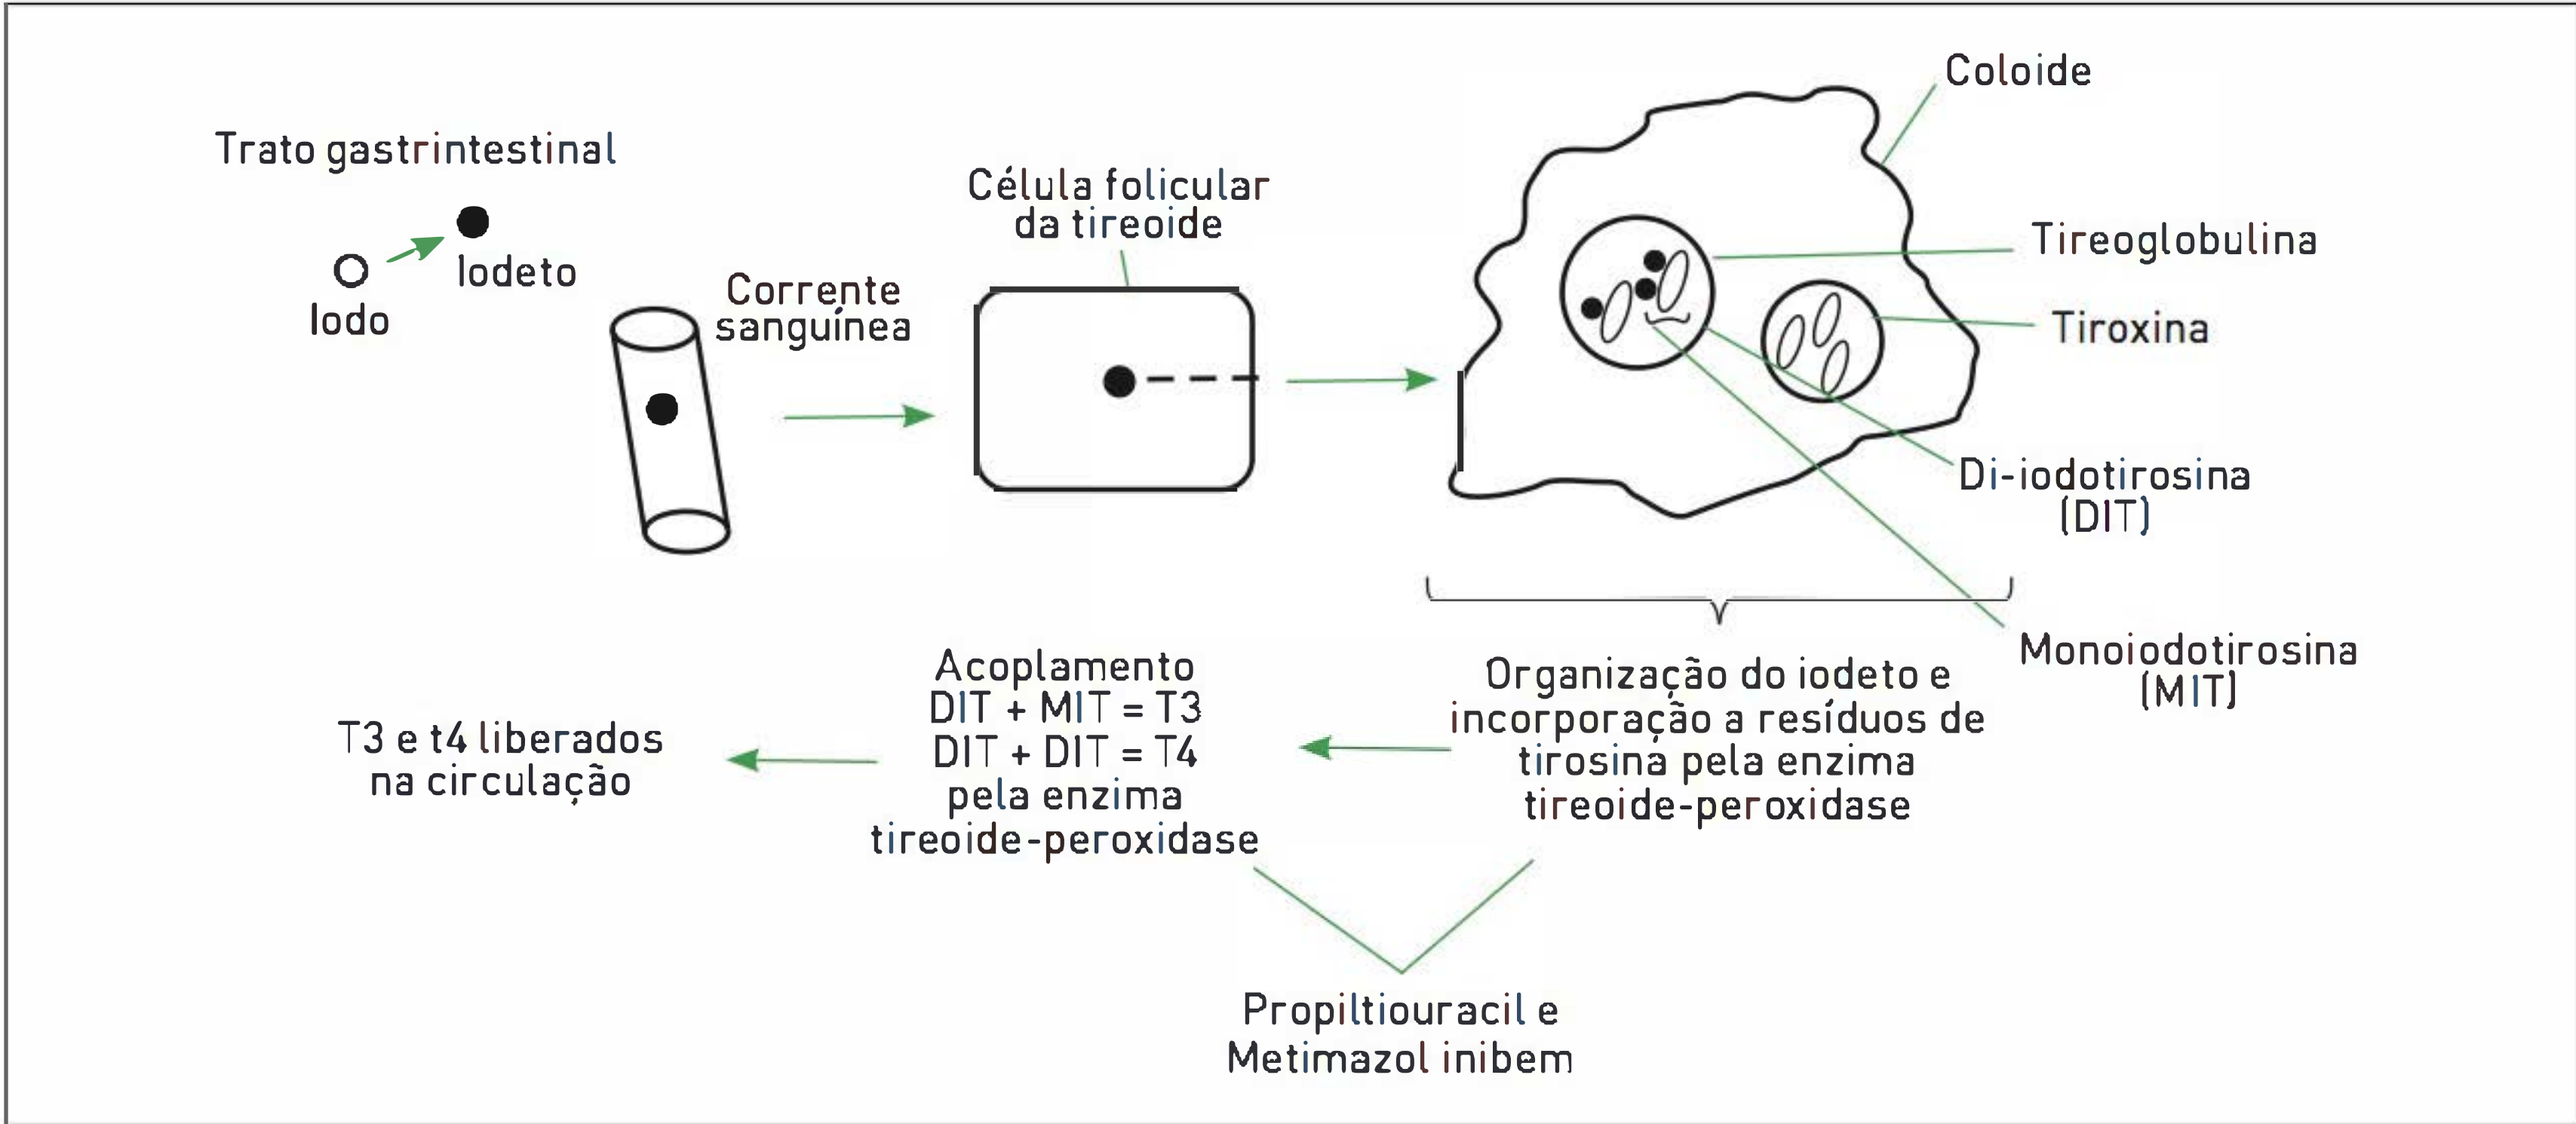 Trato gastrintestinal
Iodo
Iodeto
Corrente
sanguínea
Célula folicular
da tireoide
Coloide
Tireoglobulina
Tiroxina
Di-iodotirosina
(DIT)
Monoiodotirosina
(MIT)
Organização do iodeto e
incorporação a resíduos de
tirosina pela enzima
tireoide-peroxidase
Acoplamento
DIT + MIT = T3
DIT + DIT = T4
pela enzima
tireoide-peroxidase
T3 e t4 liberados
na circulação
Propiltiouracil e
Metimazol inibem